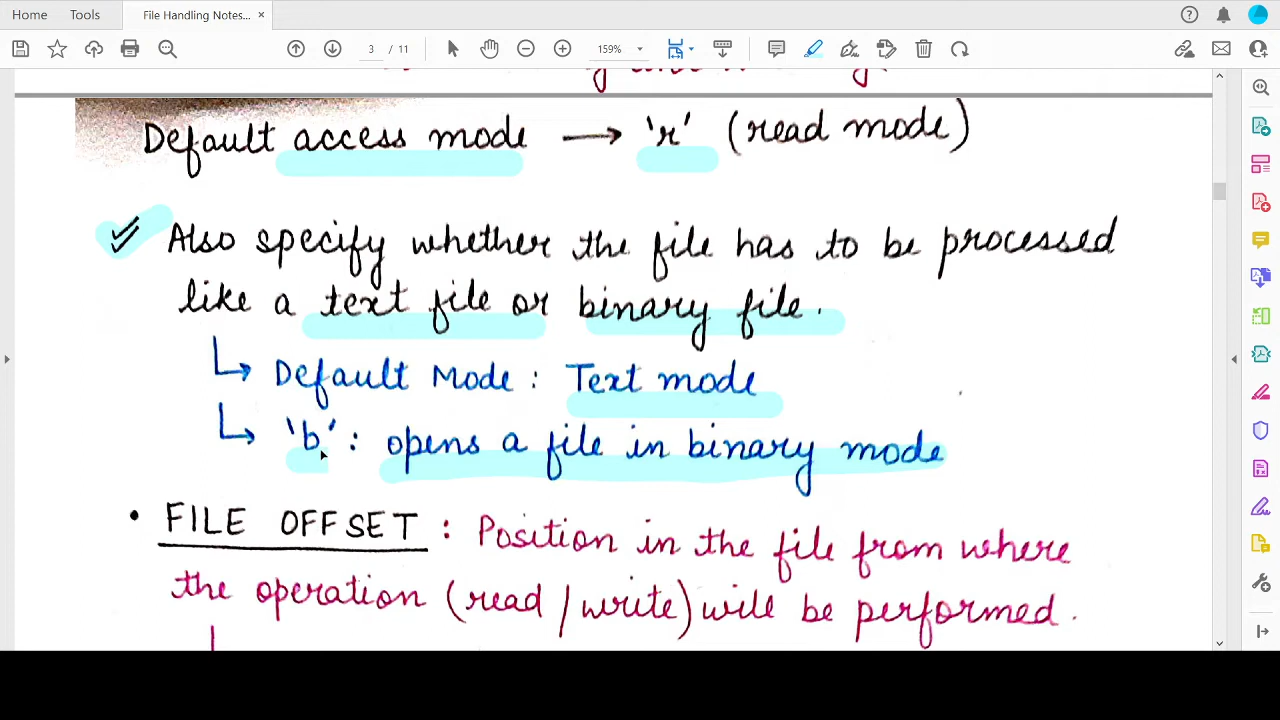 Home Tools File Handling Notes... ×
3 / 11 159%
Default access mode → 'r' (read mode)
Also specify whether the file has to be processed
like a text file or binary file.
Default Mode : Text mode
'b' : opens a file in binary mode
• FILE OFFSET : Position in the file from where
the operation (read / write) will be performed.